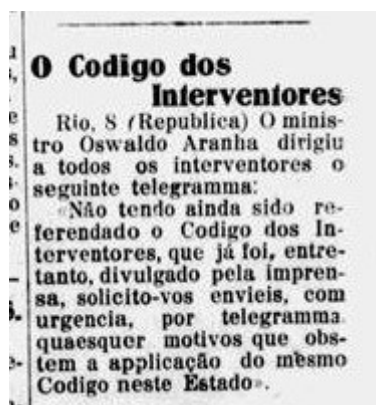 O Codigo dos
Interventores
Rio, 8 (Republica) O minis-
tro Oswaldo Aranha dirigiu
a todos os interventores o
seguinte telegramma:
«Não tendo ainda sido re-
ferendado o Codigo dos In-
terventores, que já foi, entre-
tanto, divulgado pela impren-
sa, solicito-vos envieis, com
urgencia, por telegramma
quaesquer motivos que obs-
tem a applicação do mesmo
Codigo neste Estado».